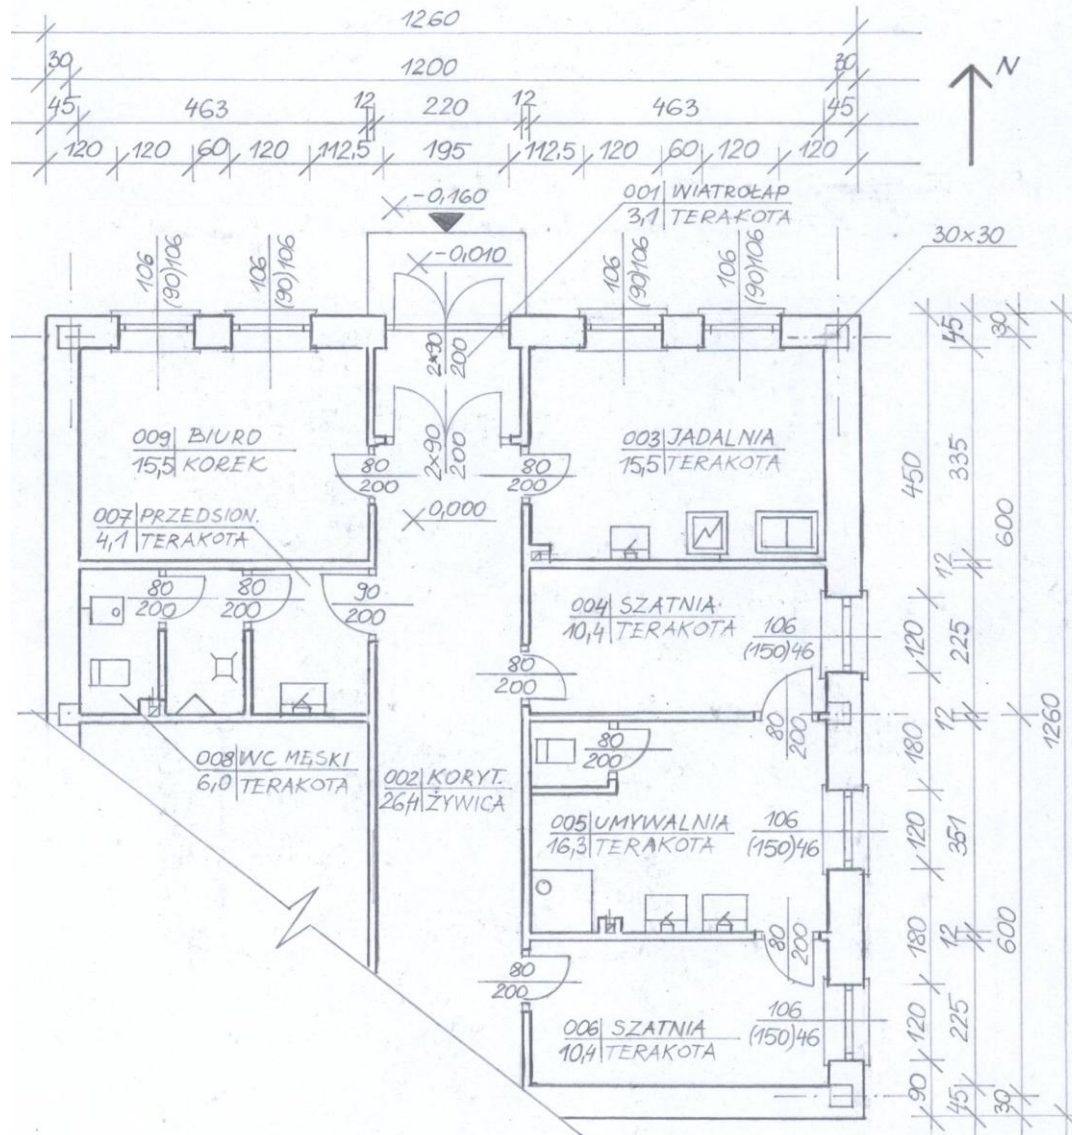 1260
30 1200 30
45 463 12 220 12 463 45
120 120 60 120 112,5 195 112,5 120 60 120 120
N
-0,160
001 WIATROŁAP
3,1 TERAKOTA
30×30
106
(90)106
106
(90)106
-0,010
106
(90)106
106
(90)106
2×90
200
2×90
200
009 BIURO
15,5 KOREK
80
200
80
200
003 JADALNIA
15,5 TERAKOTA
0,000
007 PRZEDSION.
4,1 TERAKOTA
80
200
80
200
90
200
004 SZATNIA
10,4 TERAKOTA
106
(150)46
80
200
80
200
008 WC MĘSKI
6,0 TERAKOTA
002 KORYT.
26,1 ŻYWICA
80
200
005 UMYWALNIA
16,3 TERAKOTA
106
(150)46
80
200
80
200
006 SZATNIA
10,4 TERAKOTA
106
(150)46
450 120 180 120 180 120 90
45 335 12 225 12 351 12 225 45
30 600 600 30
1260